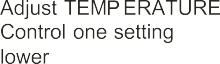 Adjust TEMPERATURE
Control one setting
lower